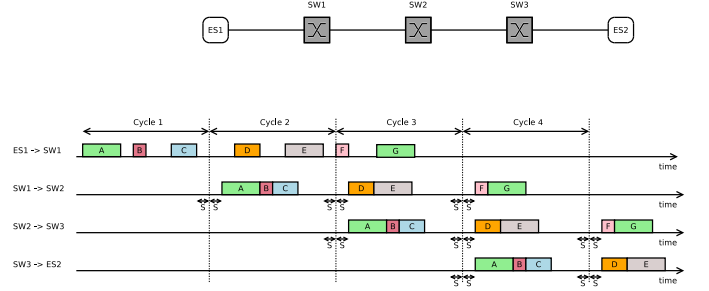 SW1 SW2 SW3
ES1 ES2
Cycle 1 Cycle 2 Cycle 3 Cycle 4
ES1 -> SW1 A B C D E F G
time
SW1 -> SW2 A B C D E F G
time
S S S S S S
SW2 -> SW3 A B C D E F G
time
S S S S S S
SW3 -> ES2 A B C D E
time
S S S S